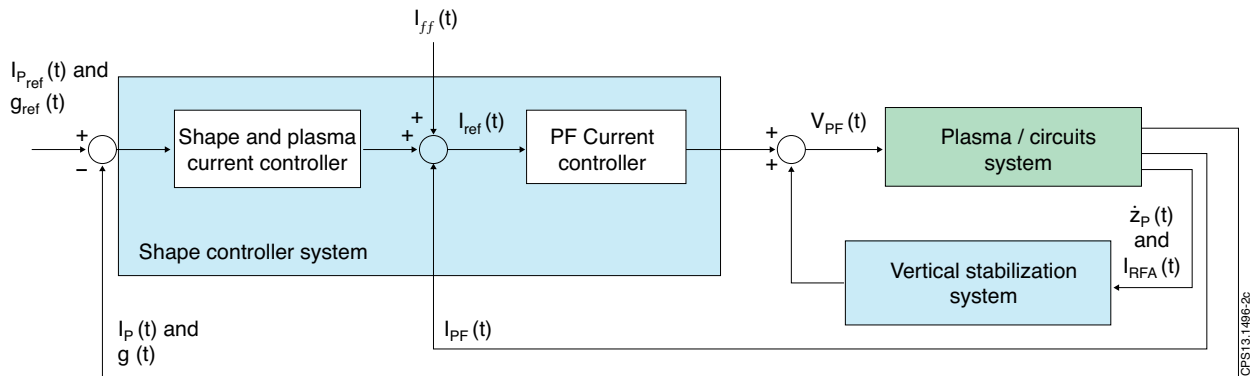 I_ff (t)
I_Pref (t) and
g_ref (t)
+
−
Shape and plasma
current controller
+
+
I_ref (t)
PF Current
controller
Shape controller system
+
+
V_PF (t)
Plasma / circuits
system
ż_P (t)
and
I_RFA (t)
Vertical stabilization
system
I_P (t) and
g (t)
I_PF (t)
CPS13.1496-2c